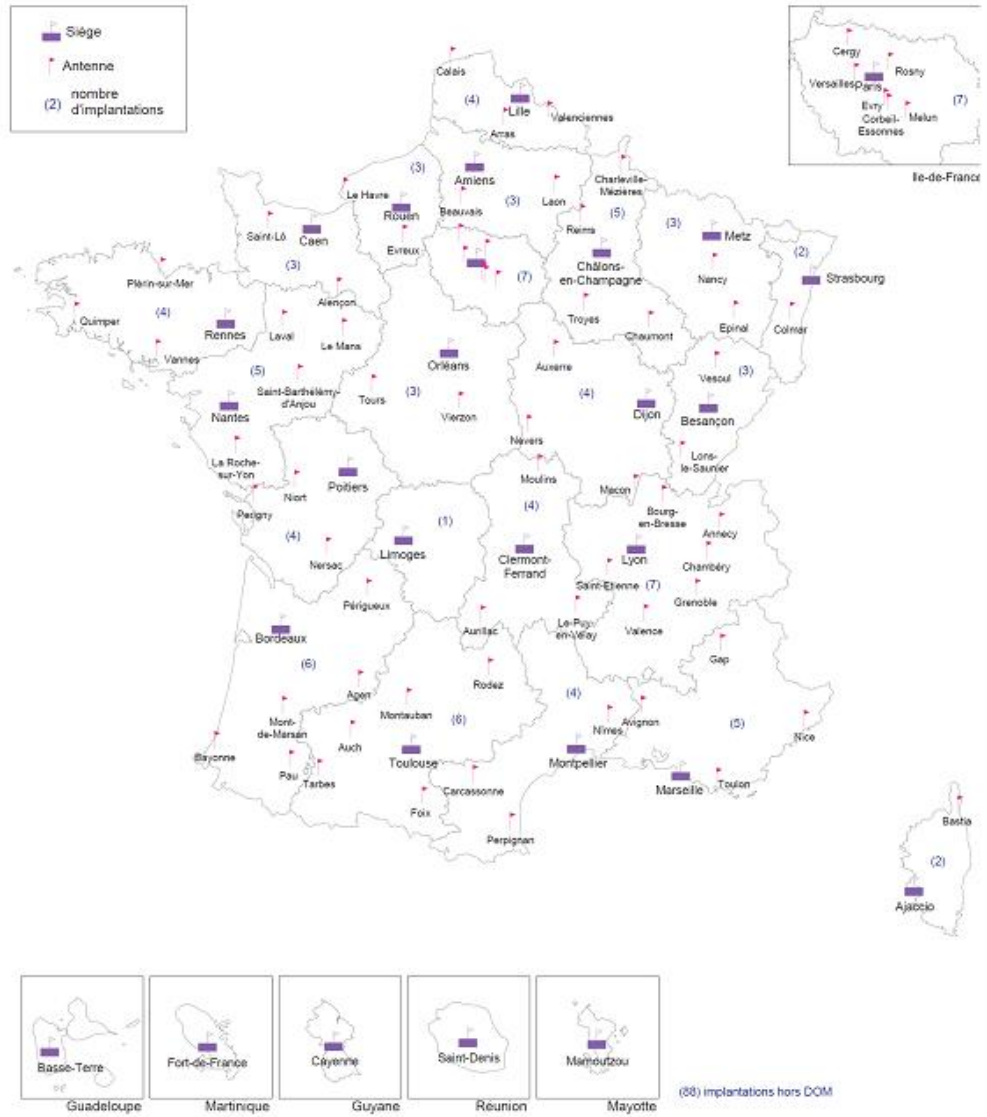 Siège
Antenne
(2) nombre
d'implantations
Cergy
Rosny
Versailles
Paris
(7)
Evry
Corbeil-
Essonnes
Melun
Ile-de-France
Calais
(4)
Lille
Valenciennes
Arras
(3)
Amiens
Charleville-
Mézières
Le Havre
Beauvais
(3)
Laon
Rouen
(5)
Reims
(3)
Saint-Lô
Caen
Evreux
Metz
(2)
(3)
Châlons-
en-Champagne
Strasbourg
Plérin-sur-Mer
(7)
Nancy
Alençon
Quimper
(4)
Rennes
Laval
Troyes
Chaumont
Epinal
Colmar
Le Mans
Vannes
Orléans
Auxerre
(5)
Vesoul
(3)
Saint-Barthélémy-
d'Anjou
Tours
(3)
(4)
Nantes
Vierzon
Dijon
Besançon
Nevers
La Roche-
sur-Yon
Lons-
le-Saunier
Niort
Poitiers
Moulins
Macon
Perigny
(4)
Bourg-
en-Bresse
(1)
Annecy
(4)
Limoges
Clermont-
Ferrand
Lyon
Nersac
Chambéry
Saint-Etienne
(7)
Périgueux
Grenoble
Aurillac
Le-Puy-
en-Vélay
Valence
Bordeaux
(6)
Gap
Rodez
Agen
(4)
Montauban
Mont-
de-Marsan
(6)
Nîmes
Avignon
(5)
Nice
Auch
Bayonne
Toulouse
Montpellier
Pau
Tarbes
Carcassonne
Marseille
Toulon
Foix
Perpignan
Bastia
(2)
Ajaccio
Basse-Terre
Fort-de-France
Cayenne
Saint-Denis
Mamoutzou
(88) implantations hors DOM
Guadeloupe
Martinique
Guyane
Réunion
Mayotte